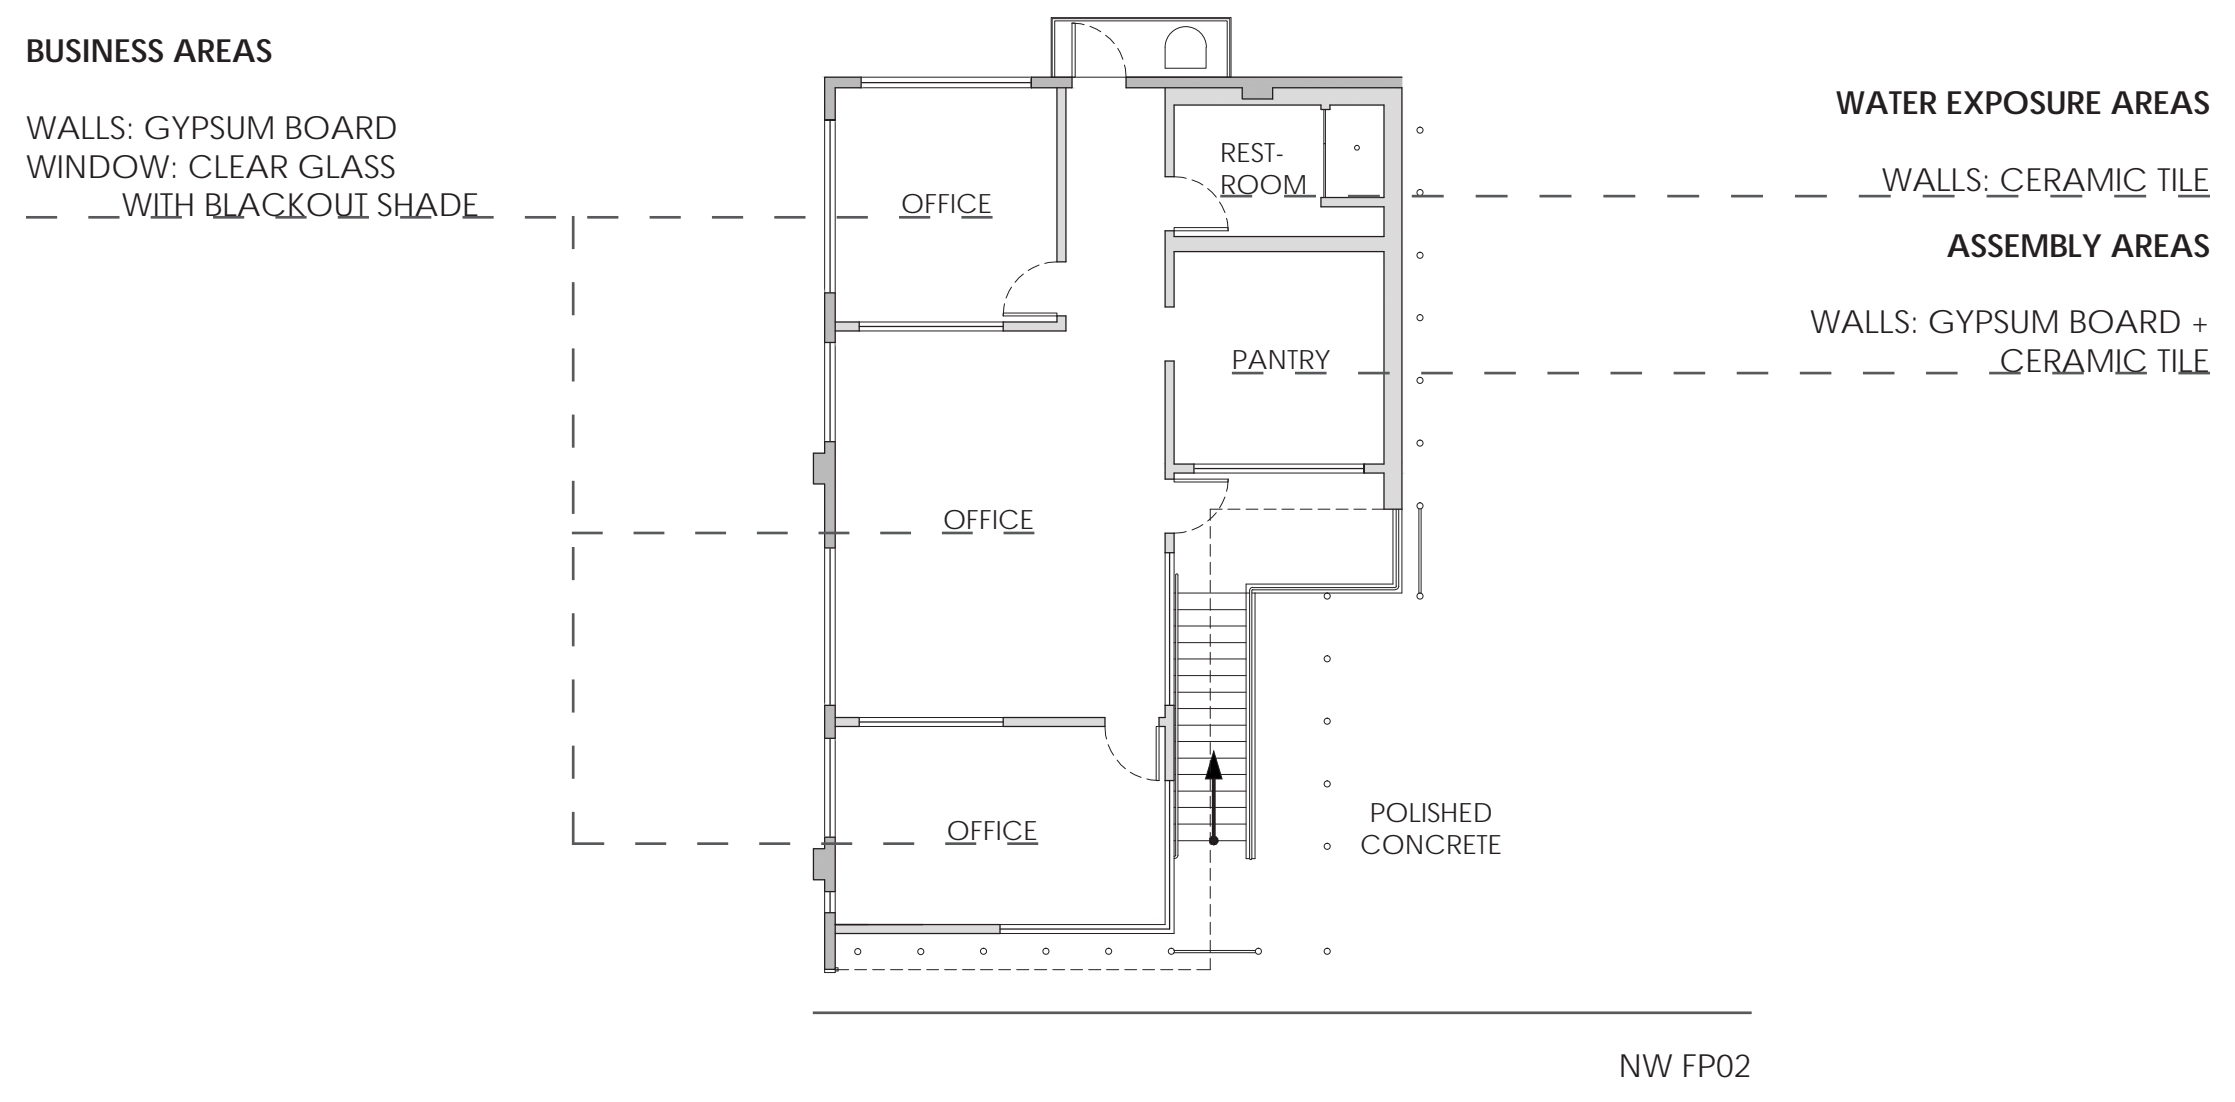 BUSINESS AREAS
WALLS: GYPSUM BOARD
WINDOW: CLEAR GLASS
WITH BLACKOUT SHADE
WATER EXPOSURE AREAS
WALLS: CERAMIC TILE
ASSEMBLY AREAS
WALLS: GYPSUM BOARD +
CERAMIC TILE
REST-
ROOM
OFFICE
PANTRY
OFFICE
OFFICE
POLISHED
CONCRETE
NW FP02